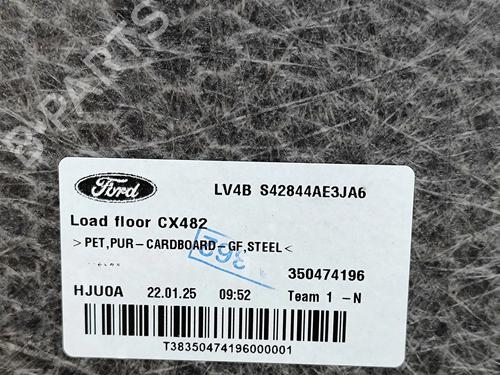 B-PARTS
Ford
LV4B S42844AE3JA6
Load floor CX482
>PET,PUR-CARDBOARD-GF,STEEL<
362
350474196
HJU0A 22.01.25 09:52 Team 1 -N
T38350474196000001